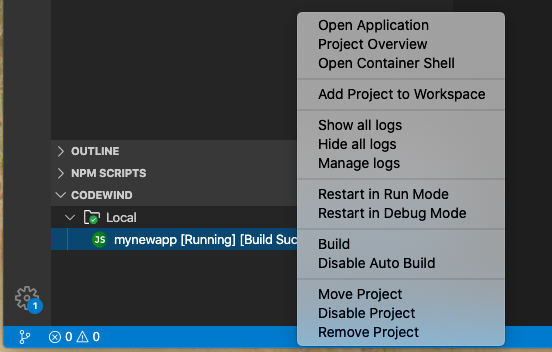 Open Application
Project Overview
Open Container Shell
Add Project to Workspace
Show all logs
Hide all logs
Manage logs
Restart in Run Mode
Restart in Debug Mode
Build
Disable Auto Build
Move Project
Disable Project
Remove Project
OUTLINE
NPM SCRIPTS
CODEWIND
Local
JS mynewapp [Running] [Build Suc
1
0 0